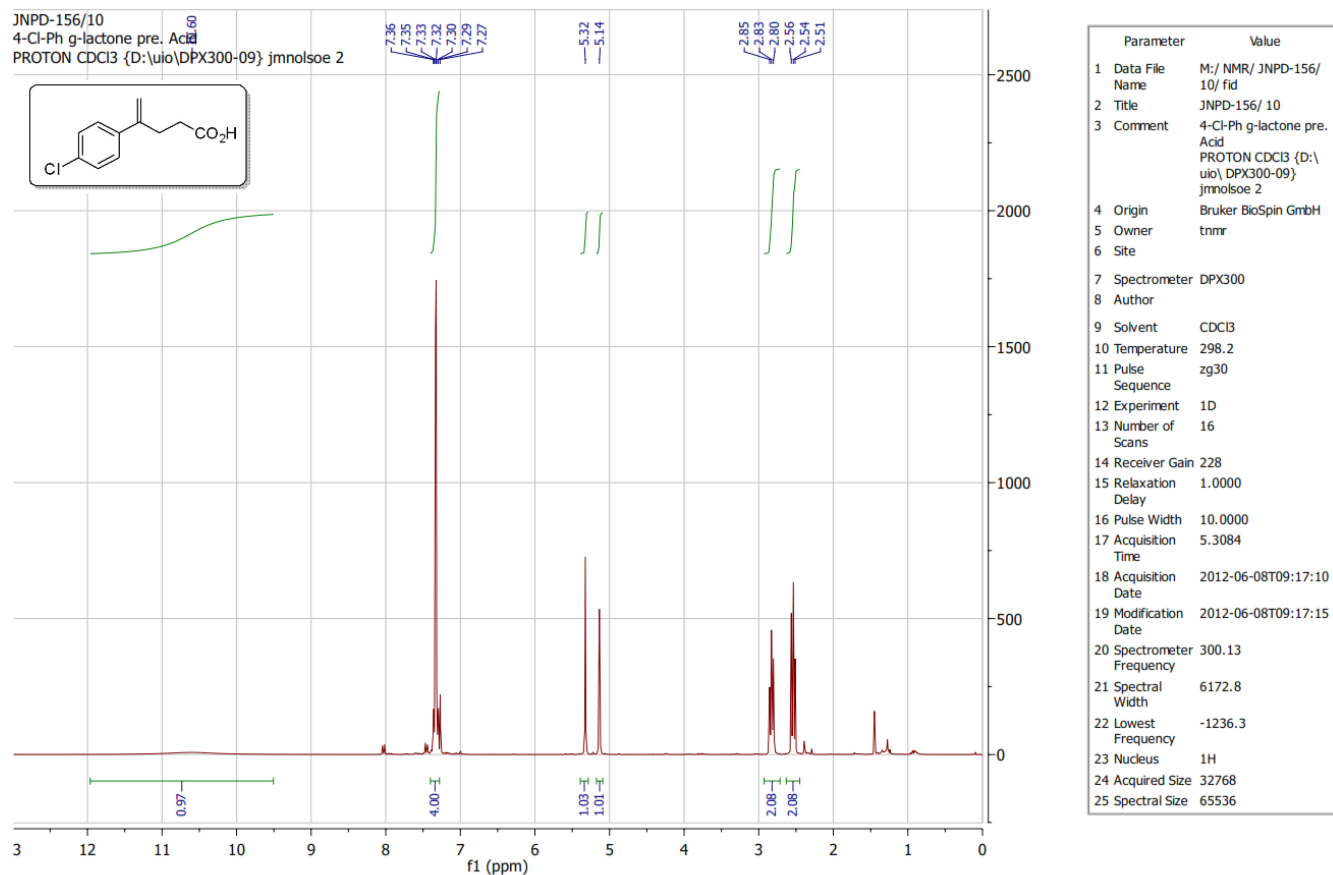 JNPD-156/10
4-Cl-Ph g-lactone pre. Acid
10.60
PROTON CDCl3 {D:\uio\DPX300-09} jmnolsoe 2
7.36
7.35
7.33
7.32
7.30
7.29
7.27
5.32
5.14
2.85
2.83
2.80
2.56
2.54
2.51
CO2H
Cl
2500
2000
1500
1000
500
0
0.97
4.00
1.03
1.01
2.08
2.08
3 12 11 10 9 8 7 6 5 4 3 2 1 0
f1 (ppm)
Parameter Value
1 Data File M:/ NMR/ JNPD-156/
Name 10/ fid
2 Title JNPD-156/ 10
3 Comment 4-Cl-Ph g-lactone pre.
Acid
PROTON CDCl3 {D:\
uio\ DPX300-09}
jmnolsoe 2
4 Origin Bruker BioSpin GmbH
5 Owner tnmr
6 Site
7 Spectrometer DPX300
8 Author
9 Solvent CDCl3
10 Temperature 298.2
11 Pulse zg30
Sequence
12 Experiment 1D
13 Number of 16
Scans
14 Receiver Gain 228
15 Relaxation 1.0000
Delay
16 Pulse Width 10.0000
17 Acquisition 5.3084
Time
18 Acquisition 2012-06-08T09:17:10
Date
19 Modification 2012-06-08T09:17:15
Date
20 Spectrometer 300.13
Frequency
21 Spectral 6172.8
Width
22 Lowest -1236.3
Frequency
23 Nucleus 1H
24 Acquired Size 32768
25 Spectral Size 65536